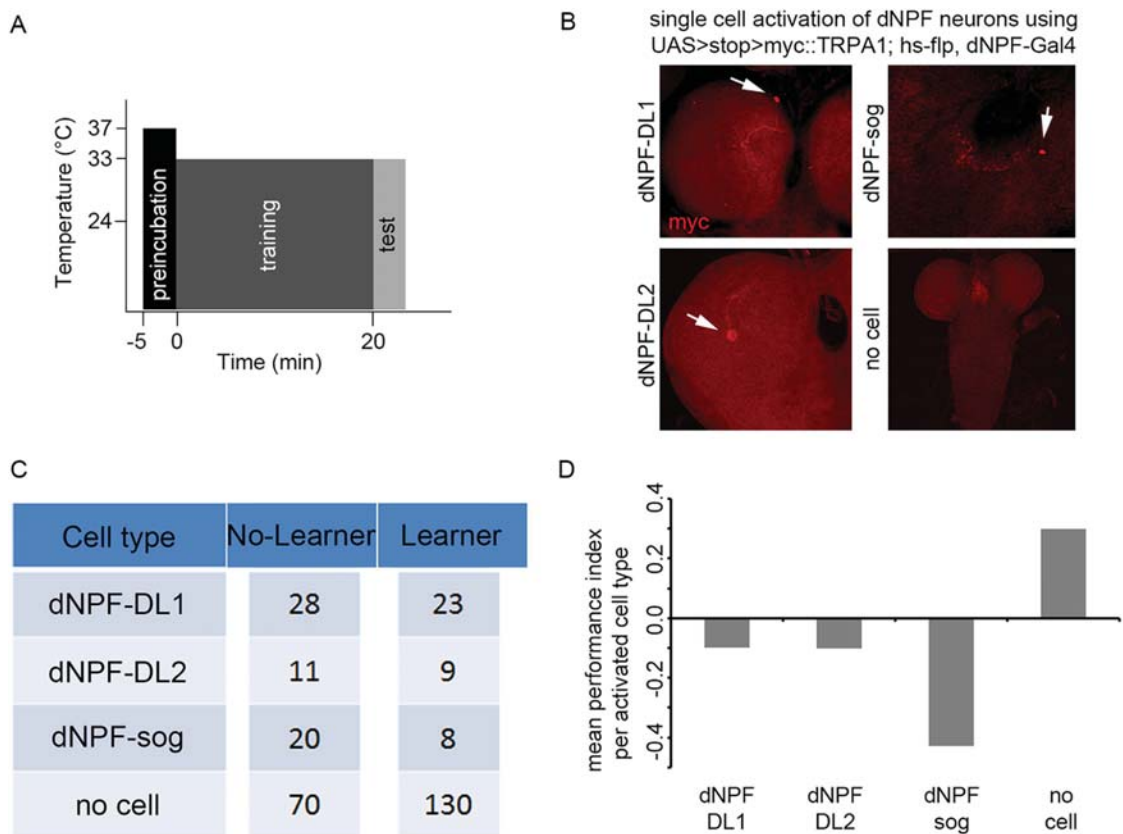 A
Temperature (°C)
37
33
24
preincubation
training
test
-5 0 20
Time (min)
B
single cell activation of dNPF neurons using
UAS>stop>myc::TRPA1; hs-flp, dNPF-Gal4
dNPF-DL1
myc
dNPF-sog
dNPF-DL2
no cell
C
Cell type No-Learner Learner
dNPF-DL1 28 23
dNPF-DL2 11 9
dNPF-sog 20 8
no cell 70 130
D
mean performance index
per activated cell type
0.4
0.2
0.0
-0.2
-0.4
dNPF dNPF dNPF no
DL1 DL2 sog cell